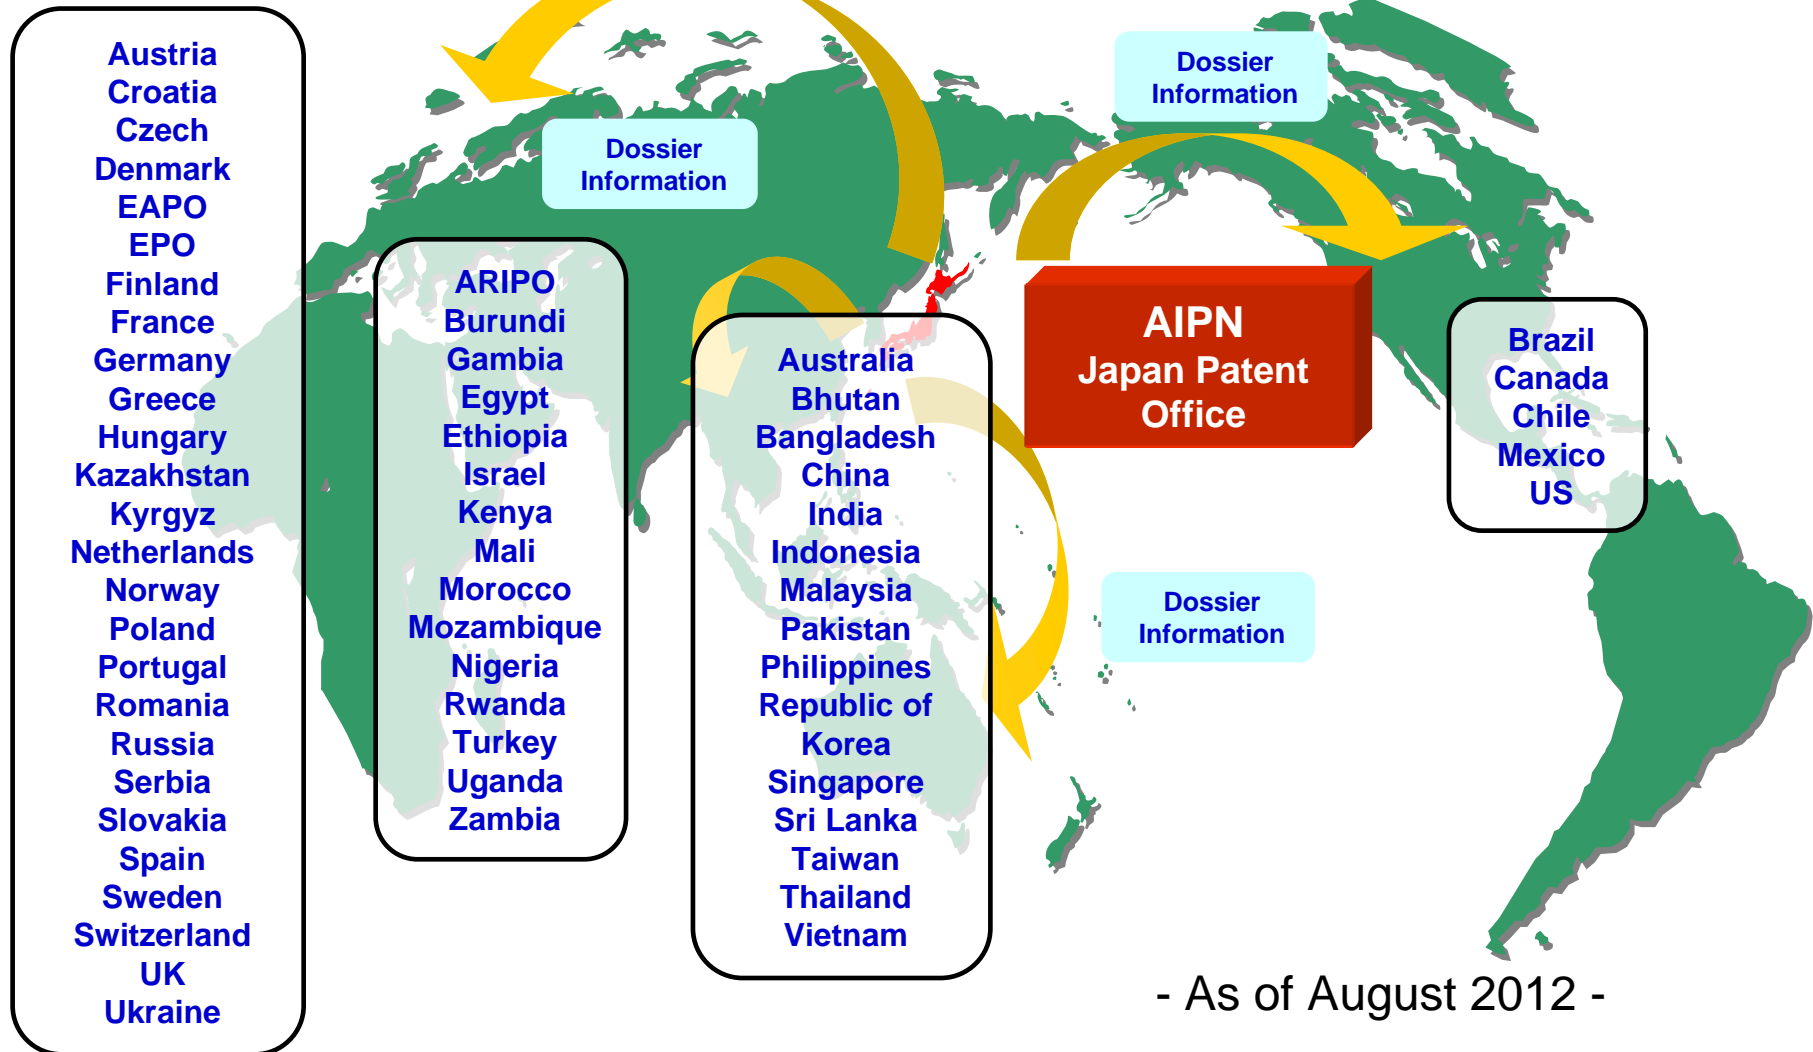 Austria
Croatia
Czech
Denmark
EAPO
EPO
Finland
France
Germany
Greece
Hungary
Kazakhstan
Kyrgyz
Netherlands
Norway
Poland
Portugal
Romania
Russia
Serbia
Slovakia
Spain
Sweden
Switzerland
UK
Ukraine
Dossier
Information
ARIPO
Burundi
Gambia
Egypt
Ethiopia
Israel
Kenya
Mali
Morocco
Mozambique
Nigeria
Rwanda
Turkey
Uganda
Zambia
Australia
Bhutan
Bangladesh
China
India
Indonesia
Malaysia
Pakistan
Philippines
Republic of
Korea
Singapore
Sri Lanka
Taiwan
Thailand
Vietnam
Dossier
Information
AIPN
Japan Patent
Office
Dossier
Information
Brazil
Canada
Chile
Mexico
US
- As of August 2012 -